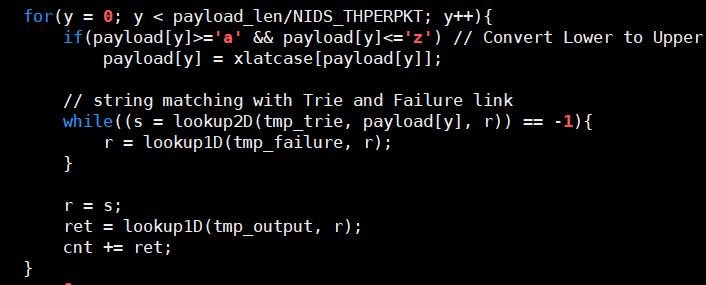 for(y = 0; y < payload_len/NIDS_THPERPKT; y++){
if(payload[y]>='a' && payload[y]<='z') // Convert Lower to Upper
payload[y] = xlatcase[payload[y]];
// string matching with Trie and Failure link
while((s = lookup2D(tmp_trie, payload[y], r)) == -1){
r = lookup1D(tmp_failure, r);
}
r = s;
ret = lookup1D(tmp_output, r);
cnt += ret;
}